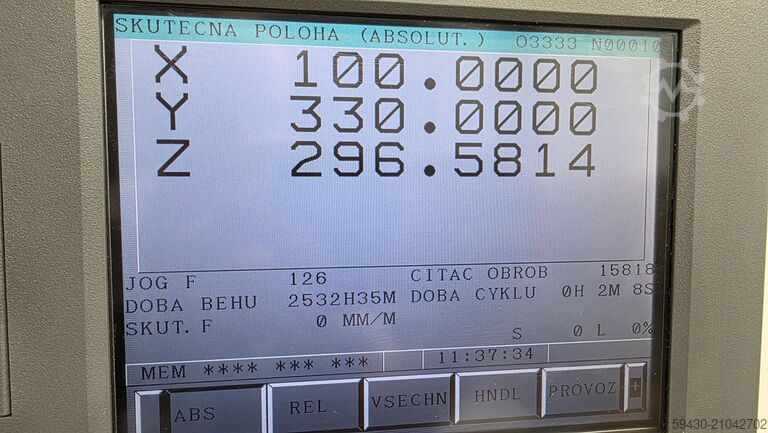 SKUTECNA POLOHA (ABSOLUT.) O3333 N00010
X 100.0000
Y 330.0000
Z 296.5814
JOG F 126 CITAC OBROB 15818
DOBA BEHU 2532H35M DOBA CYKLU 0H 2M 8S
SKUT.F 0 MM/M
S 0 L 0%
MEM **** *** *** 11:37:34
ABS REL VSECHN HNDL PROVOZ +
59430-21042702